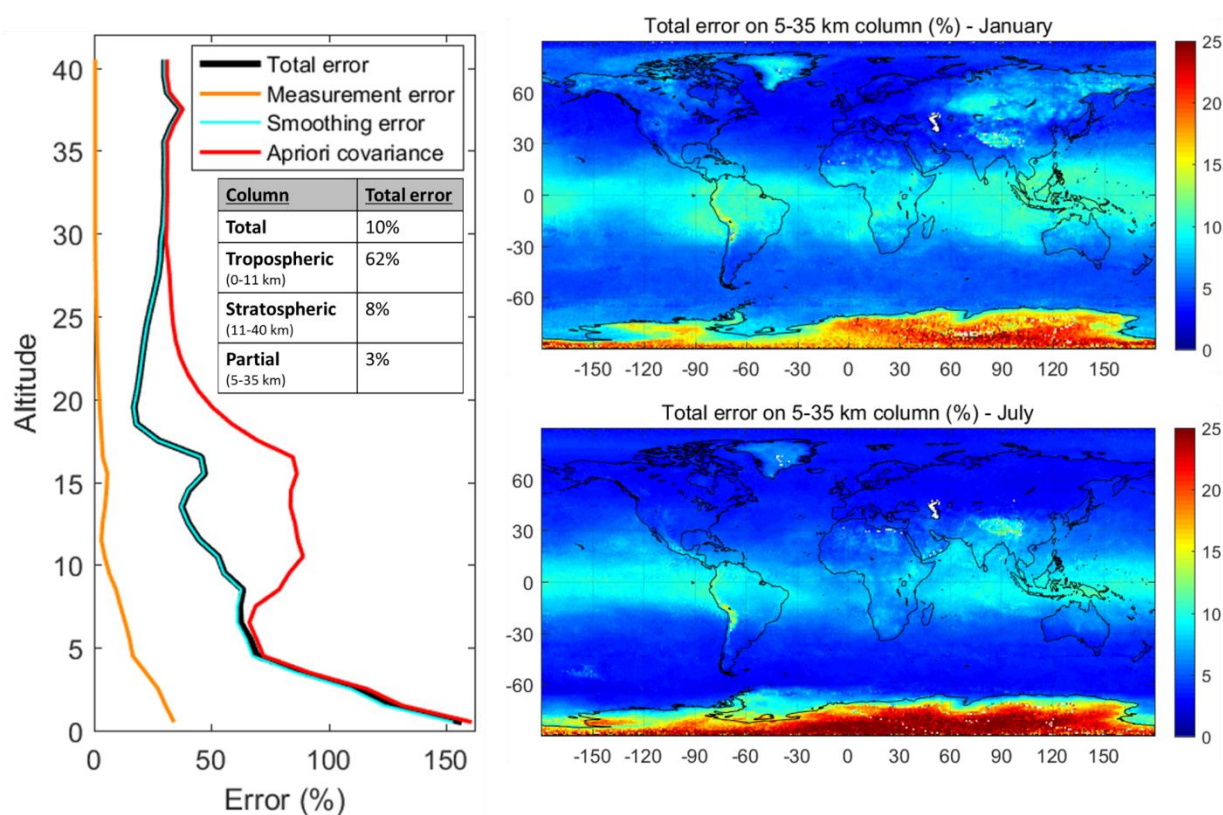 Altitude
40
35
30
25
20
15
10
5
0
0
50
100
150
Error (%)
Total error
Measurement error
Smoothing error
Apriori covariance
Column Total error
Total 10%
Tropospheric 62%
(0-11 km)
Stratospheric 8%
(11-40 km)
Partial 3%
(5-35 km)
Total error on 5-35 km column (%) - January
60
30
0
-30
-60
-150 -120 -90 -60 -30 0 30 60 90 120 150
25
20
15
10
5
0
Total error on 5-35 km column (%) - July
60
30
0
-30
-60
-150 -120 -90 -60 -30 0 30 60 90 120 150
25
20
15
10
5
0